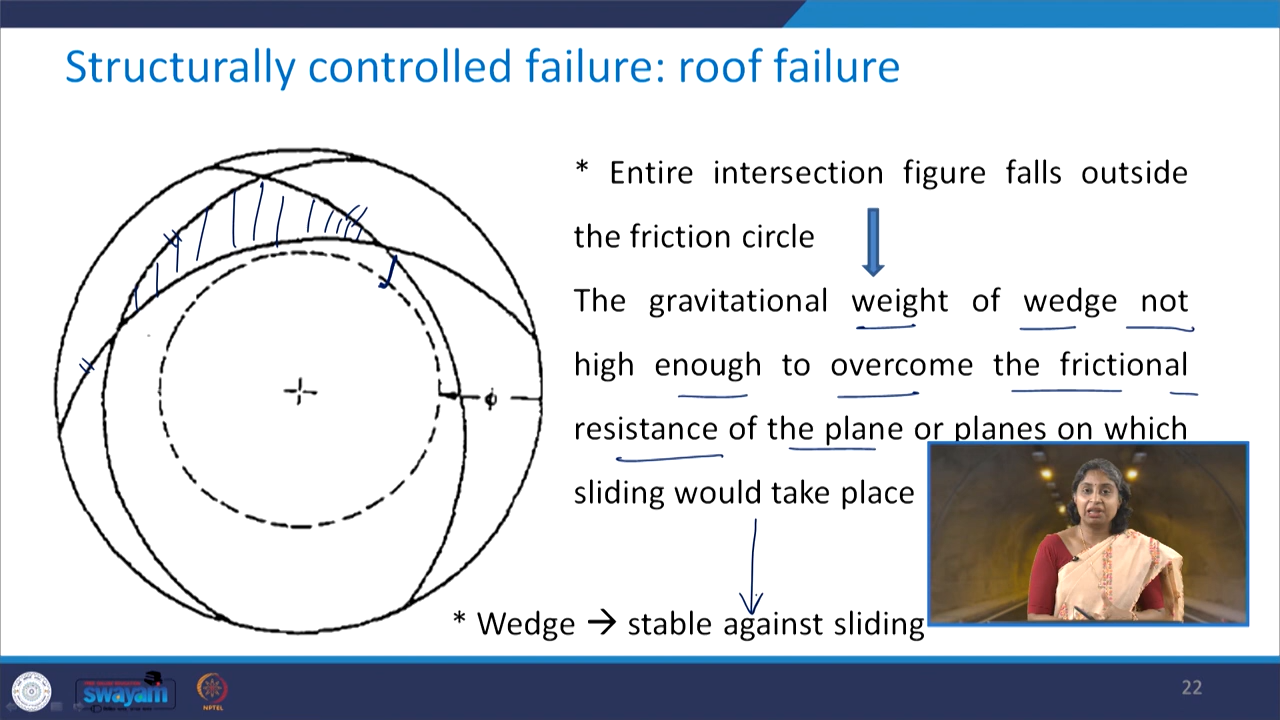 Structurally controlled failure: roof failure
* Entire intersection figure falls outside
the friction circle
The gravitational weight of wedge not
high enough to overcome the frictional
resistance of the plane or planes on which
sliding would take place
* Wedge → stable against sliding
ϕ
swayam
NPTEL
22